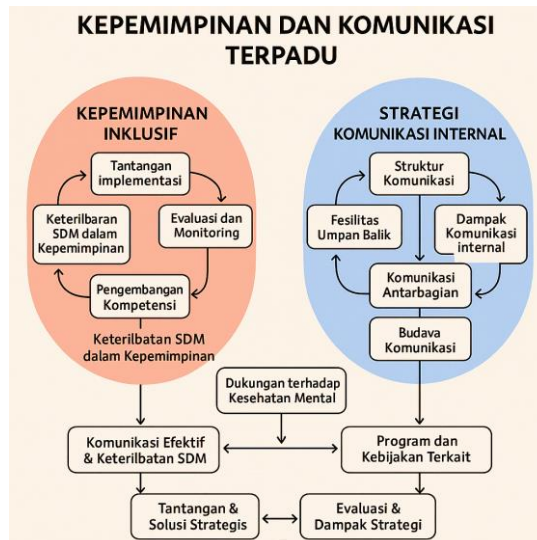 KEPEMIMPINAN DAN KOMUNIKASI
TERPADU
KEPEMIMPINAN
INKLUSIF
Tantangan
implementasi
Keterilbaran
SDM dalam
Kepemimpinan
Evaluasi dan
Monitoring
Pengembangan
Kompetensi
Keterilbatan SDM
dalam Kepemimpinan
STRATEGI
KOMUNIKASI INTERNAL
Struktur
Komunikasi
Fesilitas
Umpan Balik
Dampak
Komunikasi
internal
Komunikasi
Antarbagian
Budava
Komunikasi
Dukungan terhadap
Kesehatan Mental
Komunikasi Efektif
& Keterilbatan SDM
Program dan
Kebijakan Terkait
Tantangan &
Solusi Strategis
Evaluasi &
Dampak Strategi